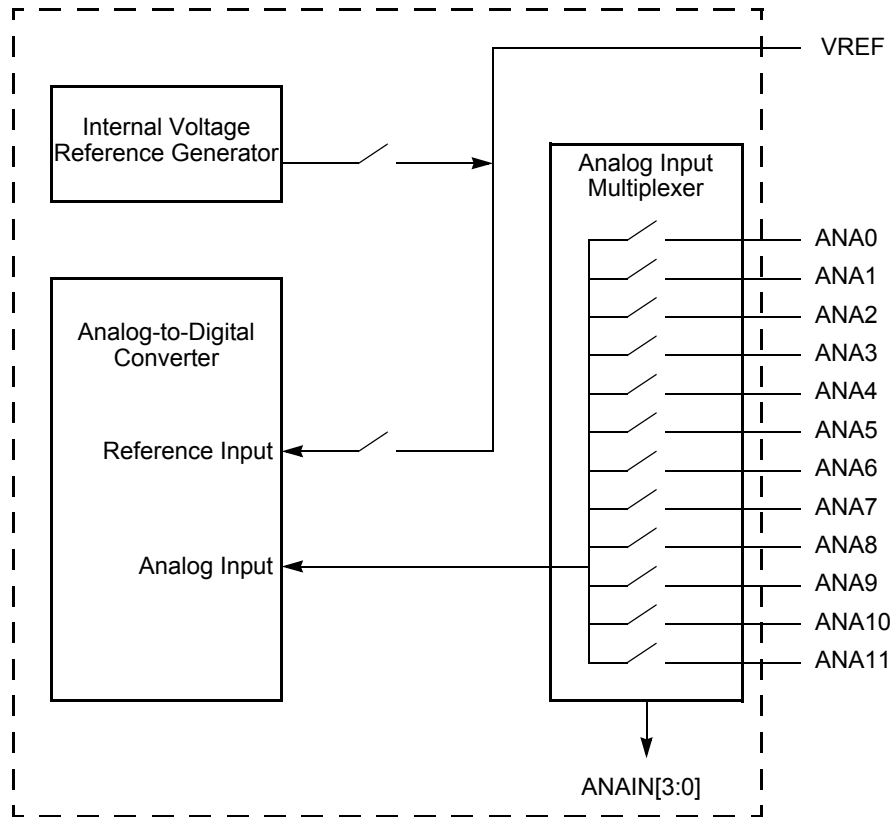 VREF
Internal Voltage
Reference Generator
Analog Input
Multiplexer
ANA0
ANA1
ANA2
ANA3
ANA4
ANA5
ANA6
ANA7
ANA8
ANA9
ANA10
ANA11
Analog-to-Digital
Converter
Reference Input
Analog Input
ANAIN[3:0]